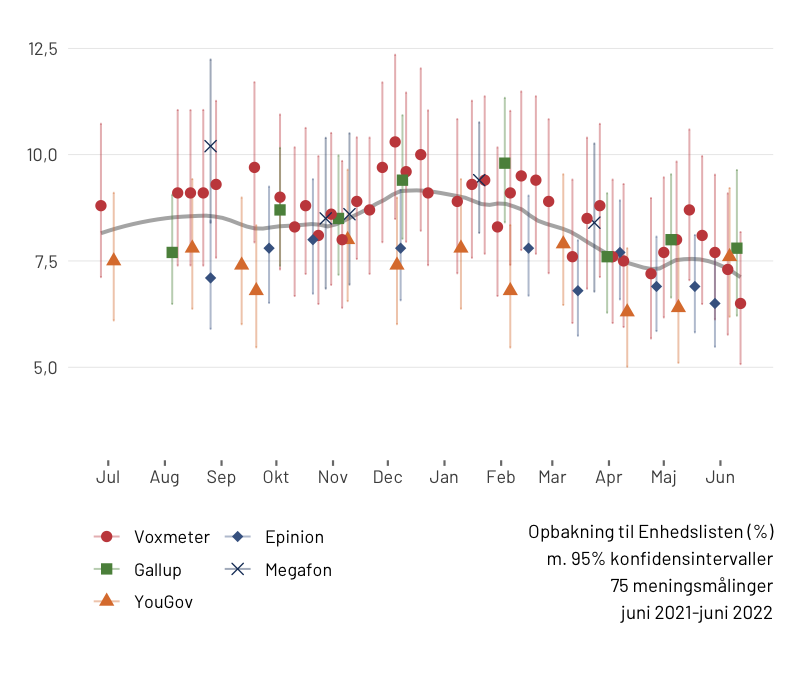 12,5
10,0
7,5
5,0
Jul Aug Sep Okt Nov Dec Jan Feb Mar Apr Maj Jun
Voxmeter Epinion
Gallup Megafon
YouGov
Opbakning til Enhedslisten (%)
m. 95% konfidensintervaller
75 meningsmålinger
juni 2021-juni 2022